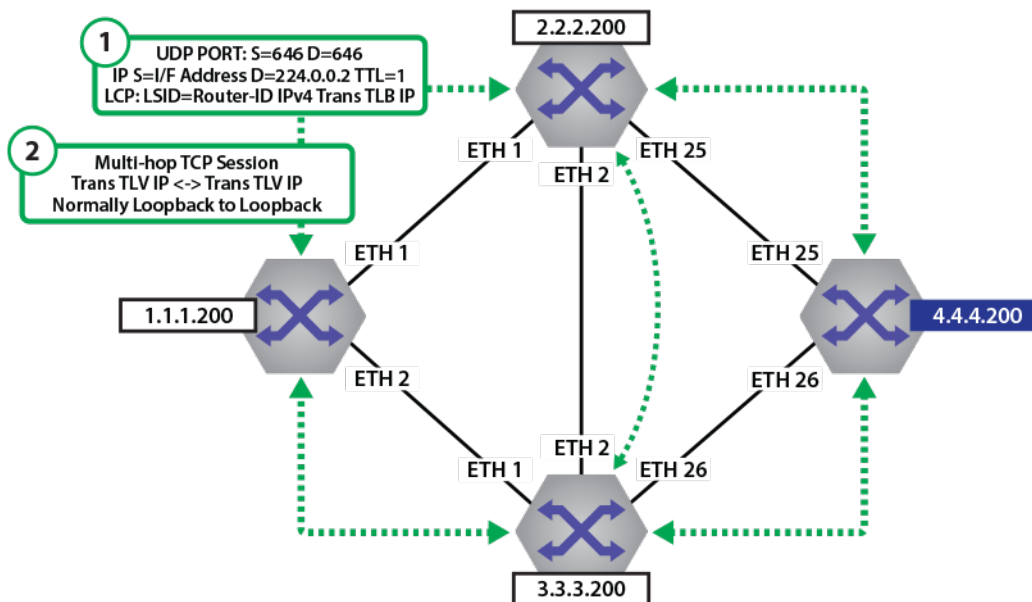 2.2.2.200
1
UDP PORT: S=646 D=646
IP S=I/F Address D=224.0.0.2 TTL=1
LCP: LSID=Router-ID IPv4 Trans TLB IP
2
Multi-hop TCP Session
Trans TLV IP <-> Trans TLV IP
Normally Loopback to Loopback
ETH 1
ETH 2
ETH 25
ETH 1
ETH 25
1.1.1.200
4.4.4.200
ETH 2
ETH 26
ETH 1
ETH 2
ETH 26
3.3.3.200